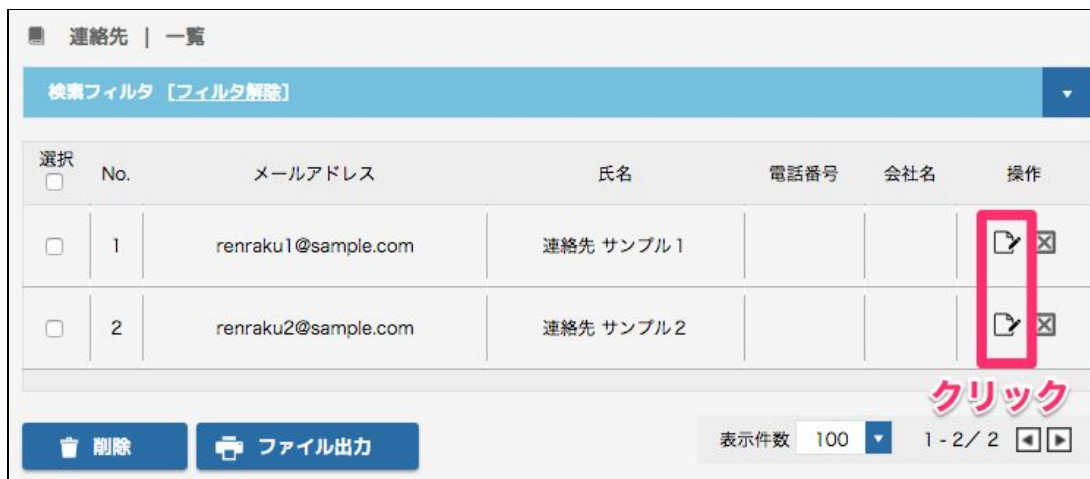 連絡先 | 一覧
検索フィルタ [フィルタ解除]
選択 No. メールアドレス 氏名 電話番号 会社名 操作
1 renraku1@sample.com 連絡先 サンプル1
2 renraku2@sample.com 連絡先 サンプル2
クリック
削除 ファイル出力 表示件数 100 1 - 2／ 2